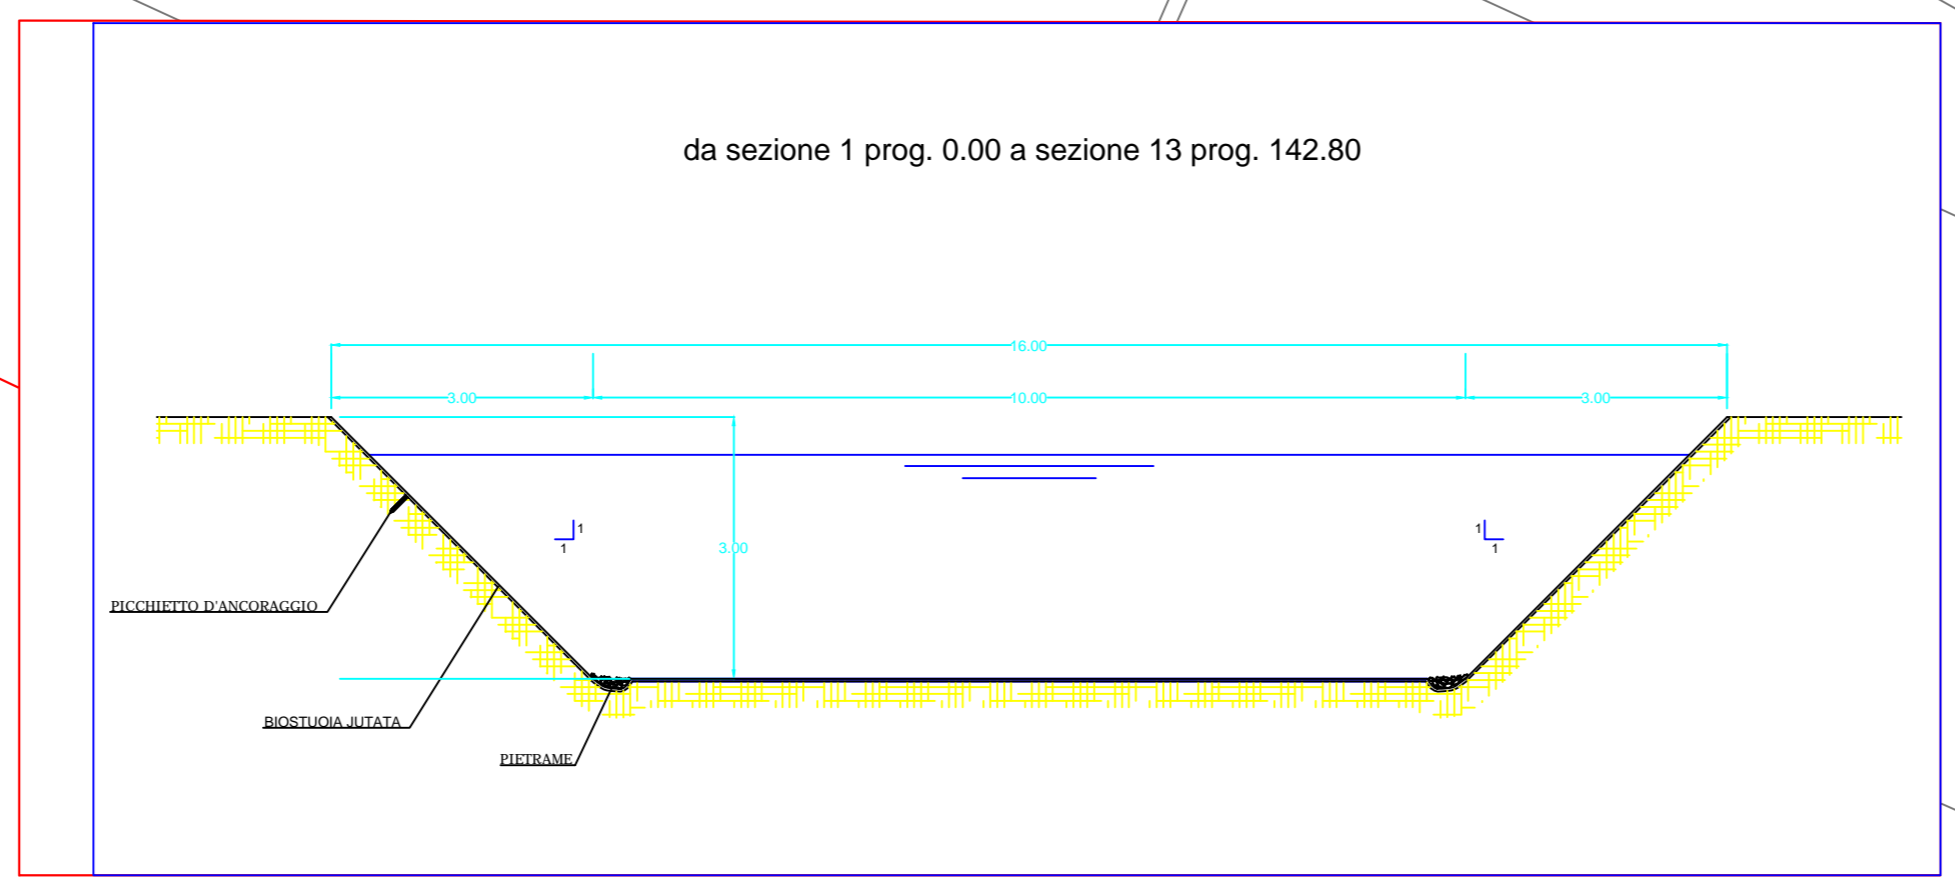 da sezione 1 prog. 0.00 a sezione 13 prog. 142.80
16.00
3.00
10.00
3.00
1
1
3.00
1
1
PICCHIETTO D'ANCORAGGIO
BIOSTUOIA JUTATA
PIETRAME